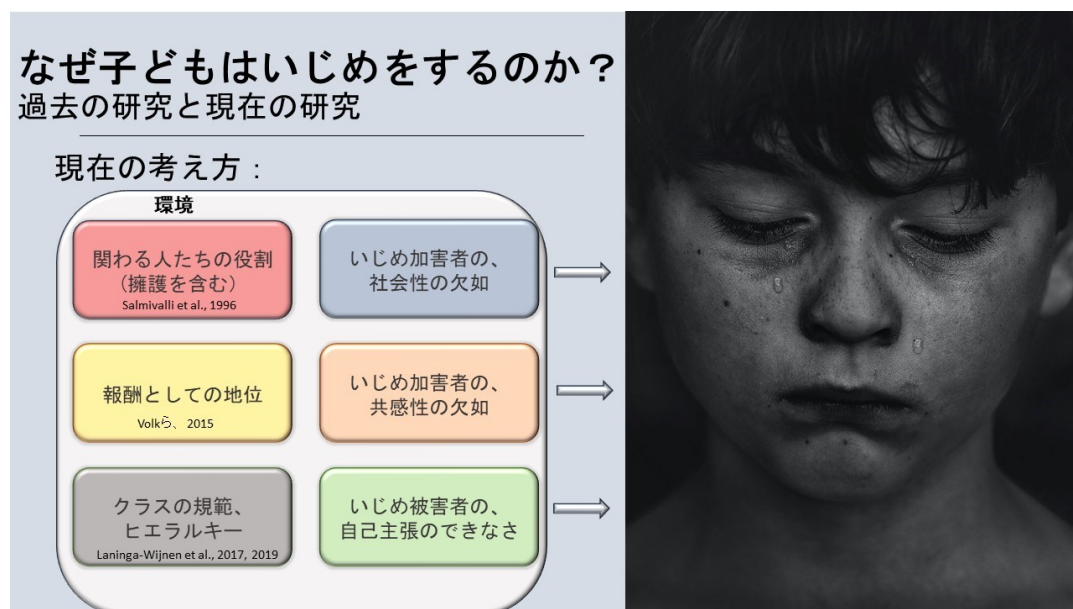 なぜ子どもはいじめをするのか？
過去の研究と現在の研究
現在の考え方：
環境
関わる人たちの役割
（擁護を含む）
Salmivalli et al., 1996
いじめ加害者の、
社会性の欠如
報酬としての地位
Volkら、 2015
いじめ加害者の、
共感性の欠如
クラスの規範、
ヒエラルキー
Laninga-Wijnen et al., 2017, 2019
いじめ被害者の、
自己主張のできなさ